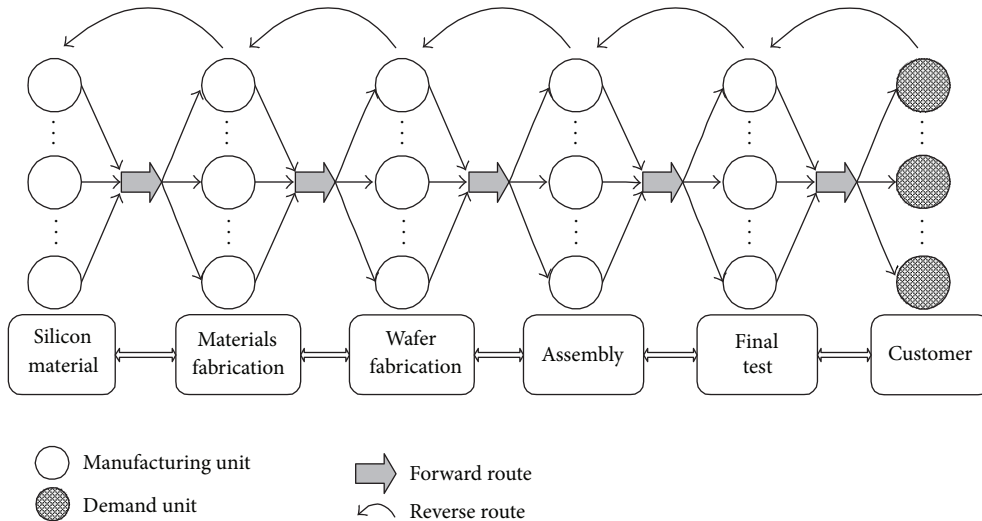 Silicon
material
Materials
fabrication
Wafer
fabrication
Assembly
Final
test
Customer
Manufacturing unit
Demand unit
Forward route
Reverse route